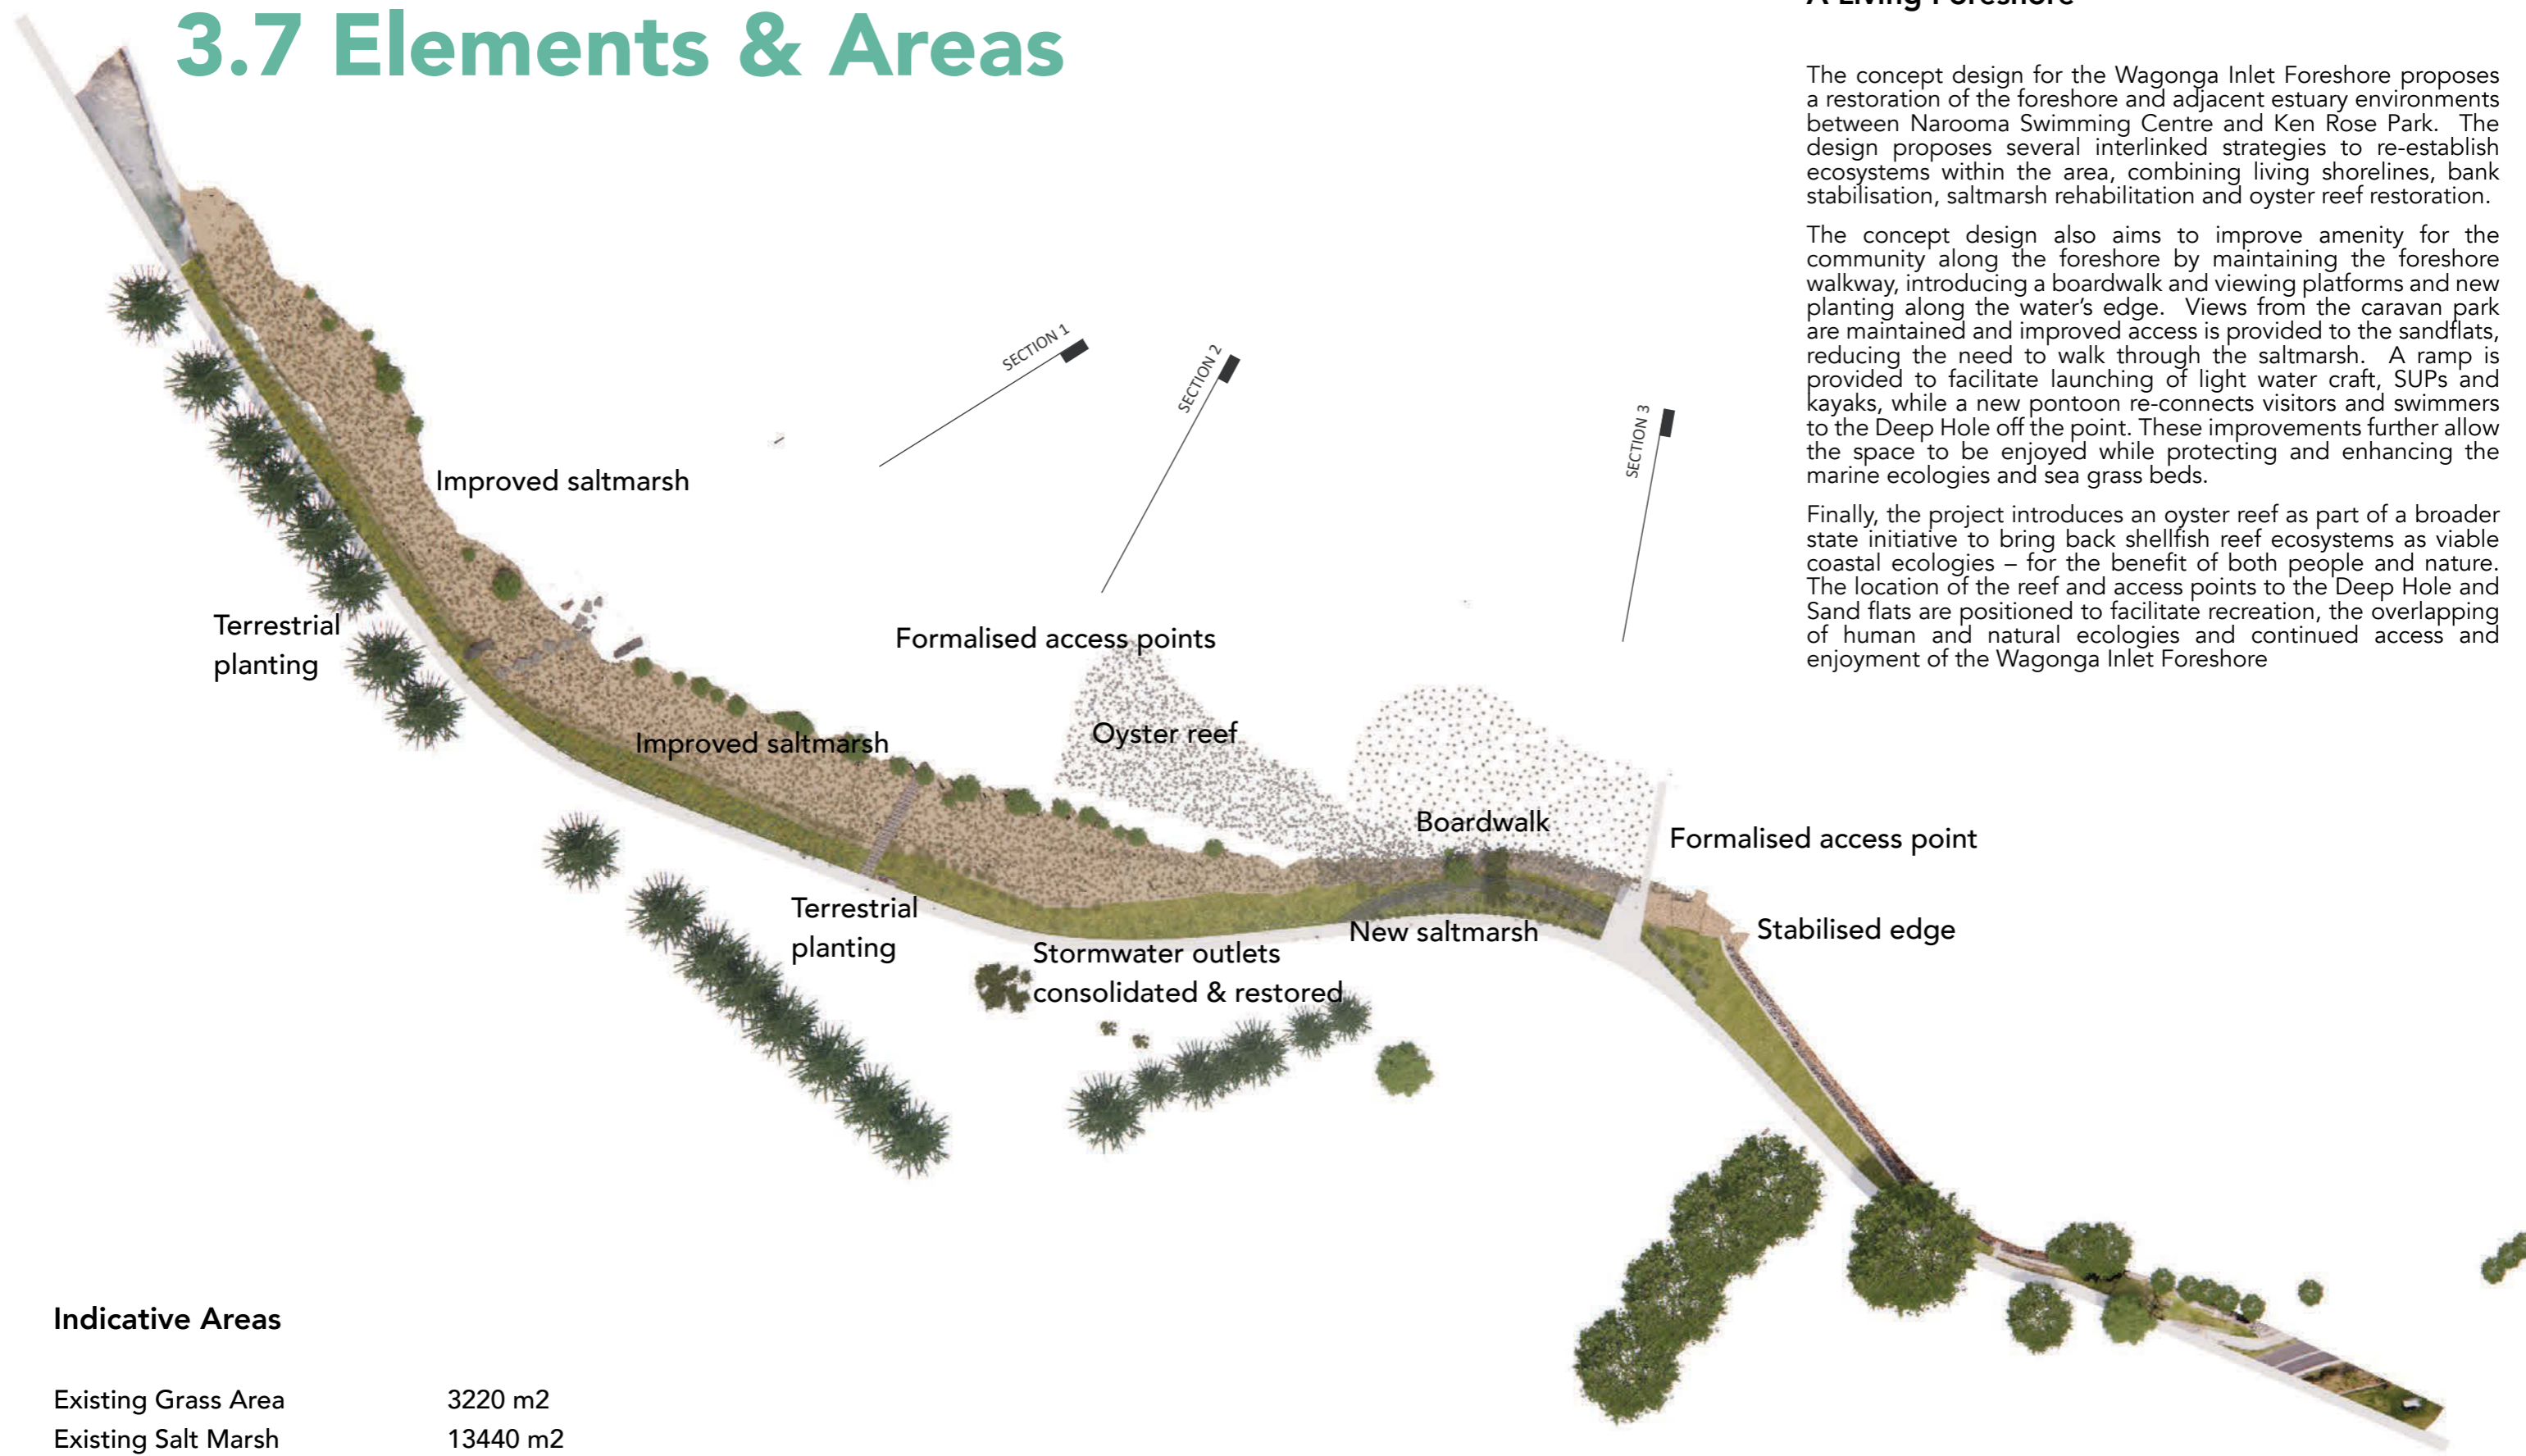 3.7 Elements & Areas
A Living Foreshore
The concept design for the Wagonga Inlet Foreshore proposes
a restoration of the foreshore and adjacent estuary environments
between Narooma Swimming Centre and Ken Rose Park. The
design proposes several interlinked strategies to re-establish
ecosystems within the area, combining living shorelines, bank
stabilisation, saltmarsh rehabilitation and oyster reef restoration.
The concept design also aims to improve amenity for the
community along the foreshore by maintaining the foreshore
walkway, introducing a boardwalk and viewing platforms and new
planting along the water's edge. Views from the caravan park
are maintained and improved access is provided to the sandflats,
reducing the need to walk through the saltmarsh. A ramp is
provided to facilitate launching of light water craft, SUPs and
kayaks, while a new pontoon re-connects visitors and swimmers
to the Deep Hole off the point. These improvements further allow
the space to be enjoyed while protecting and enhancing the
marine ecologies and sea grass beds.
Finally, the project introduces an oyster reef as part of a broader
state initiative to bring back shellfish reef ecosystems as viable
coastal ecologies – for the benefit of both people and nature.
The location of the reef and access points to the Deep Hole and
Sand flats are positioned to facilitate recreation, the overlapping
of human and natural ecologies and continued access and
enjoyment of the Wagonga Inlet Foreshore
SECTION 1
SECTION 2
SECTION 3
Improved saltmarsh
Terrestrial
planting
Formalised access points
Oyster reef
Improved saltmarsh
Boardwalk
Formalised access point
Terrestrial
planting
New saltmarsh
Stabilised edge
Stormwater outlets
consolidated & restored
Indicative Areas
Existing Grass Area 3220 m2
Existing Salt Marsh 13440 m2